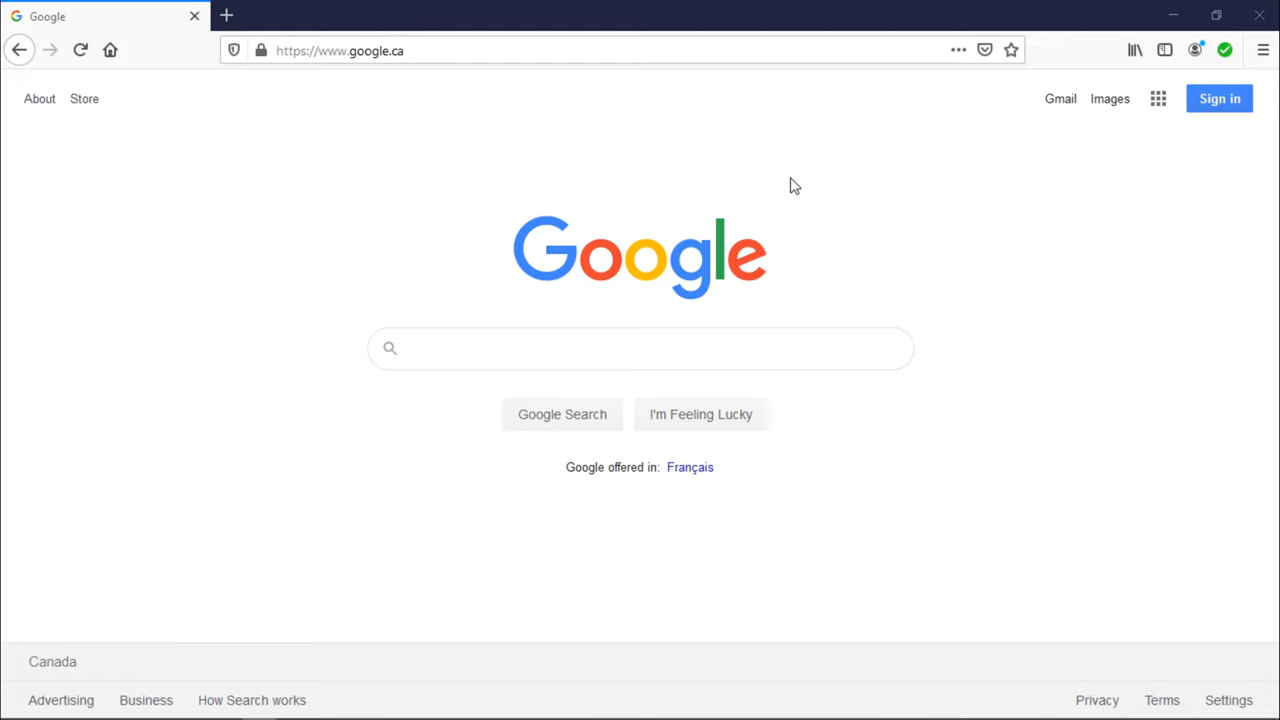 Google
https://www.google.ca
About Store Gmail Images Sign in
Google
Google Search I'm Feeling Lucky
Google offered in: Français
Canada
Advertising Business How Search works Privacy Terms Settings